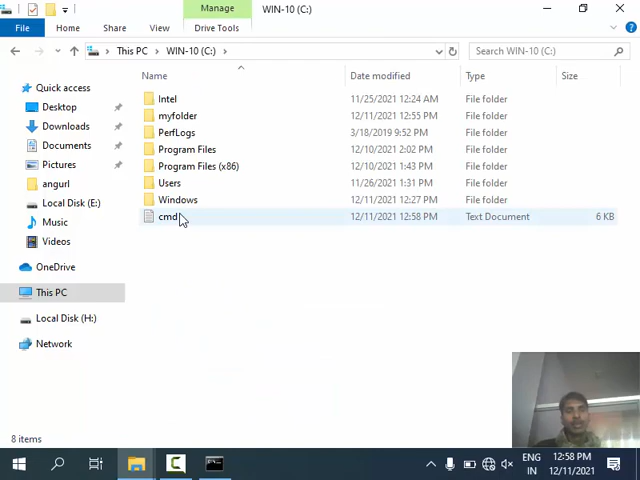 Manage
WIN-10 (C:)
File
Home
Share
View
Drive Tools
This PC
WIN-10 (C:)
Search WIN-10 (C:)
Name
Date modified
Type
Size
Quick access
Desktop
Downloads
Documents
Pictures
angurl
Local Disk (E:)
Music
Videos
OneDrive
This PC
Local Disk (H:)
Network
Intel 11/25/2021 12:24 AM File folder
myfolder 12/11/2021 12:55 PM File folder
PerfLogs 3/18/2019 9:52 PM File folder
Program Files 12/10/2021 2:02 PM File folder
Program Files (x86) 12/10/2021 1:43 PM File folder
Users 11/26/2021 1:31 PM File folder
Windows 12/11/2021 12:27 PM File folder
cmd 12/11/2021 12:58 PM Text Document 6 KB
8 items
ENG
IN
12:58 PM
12/11/2021